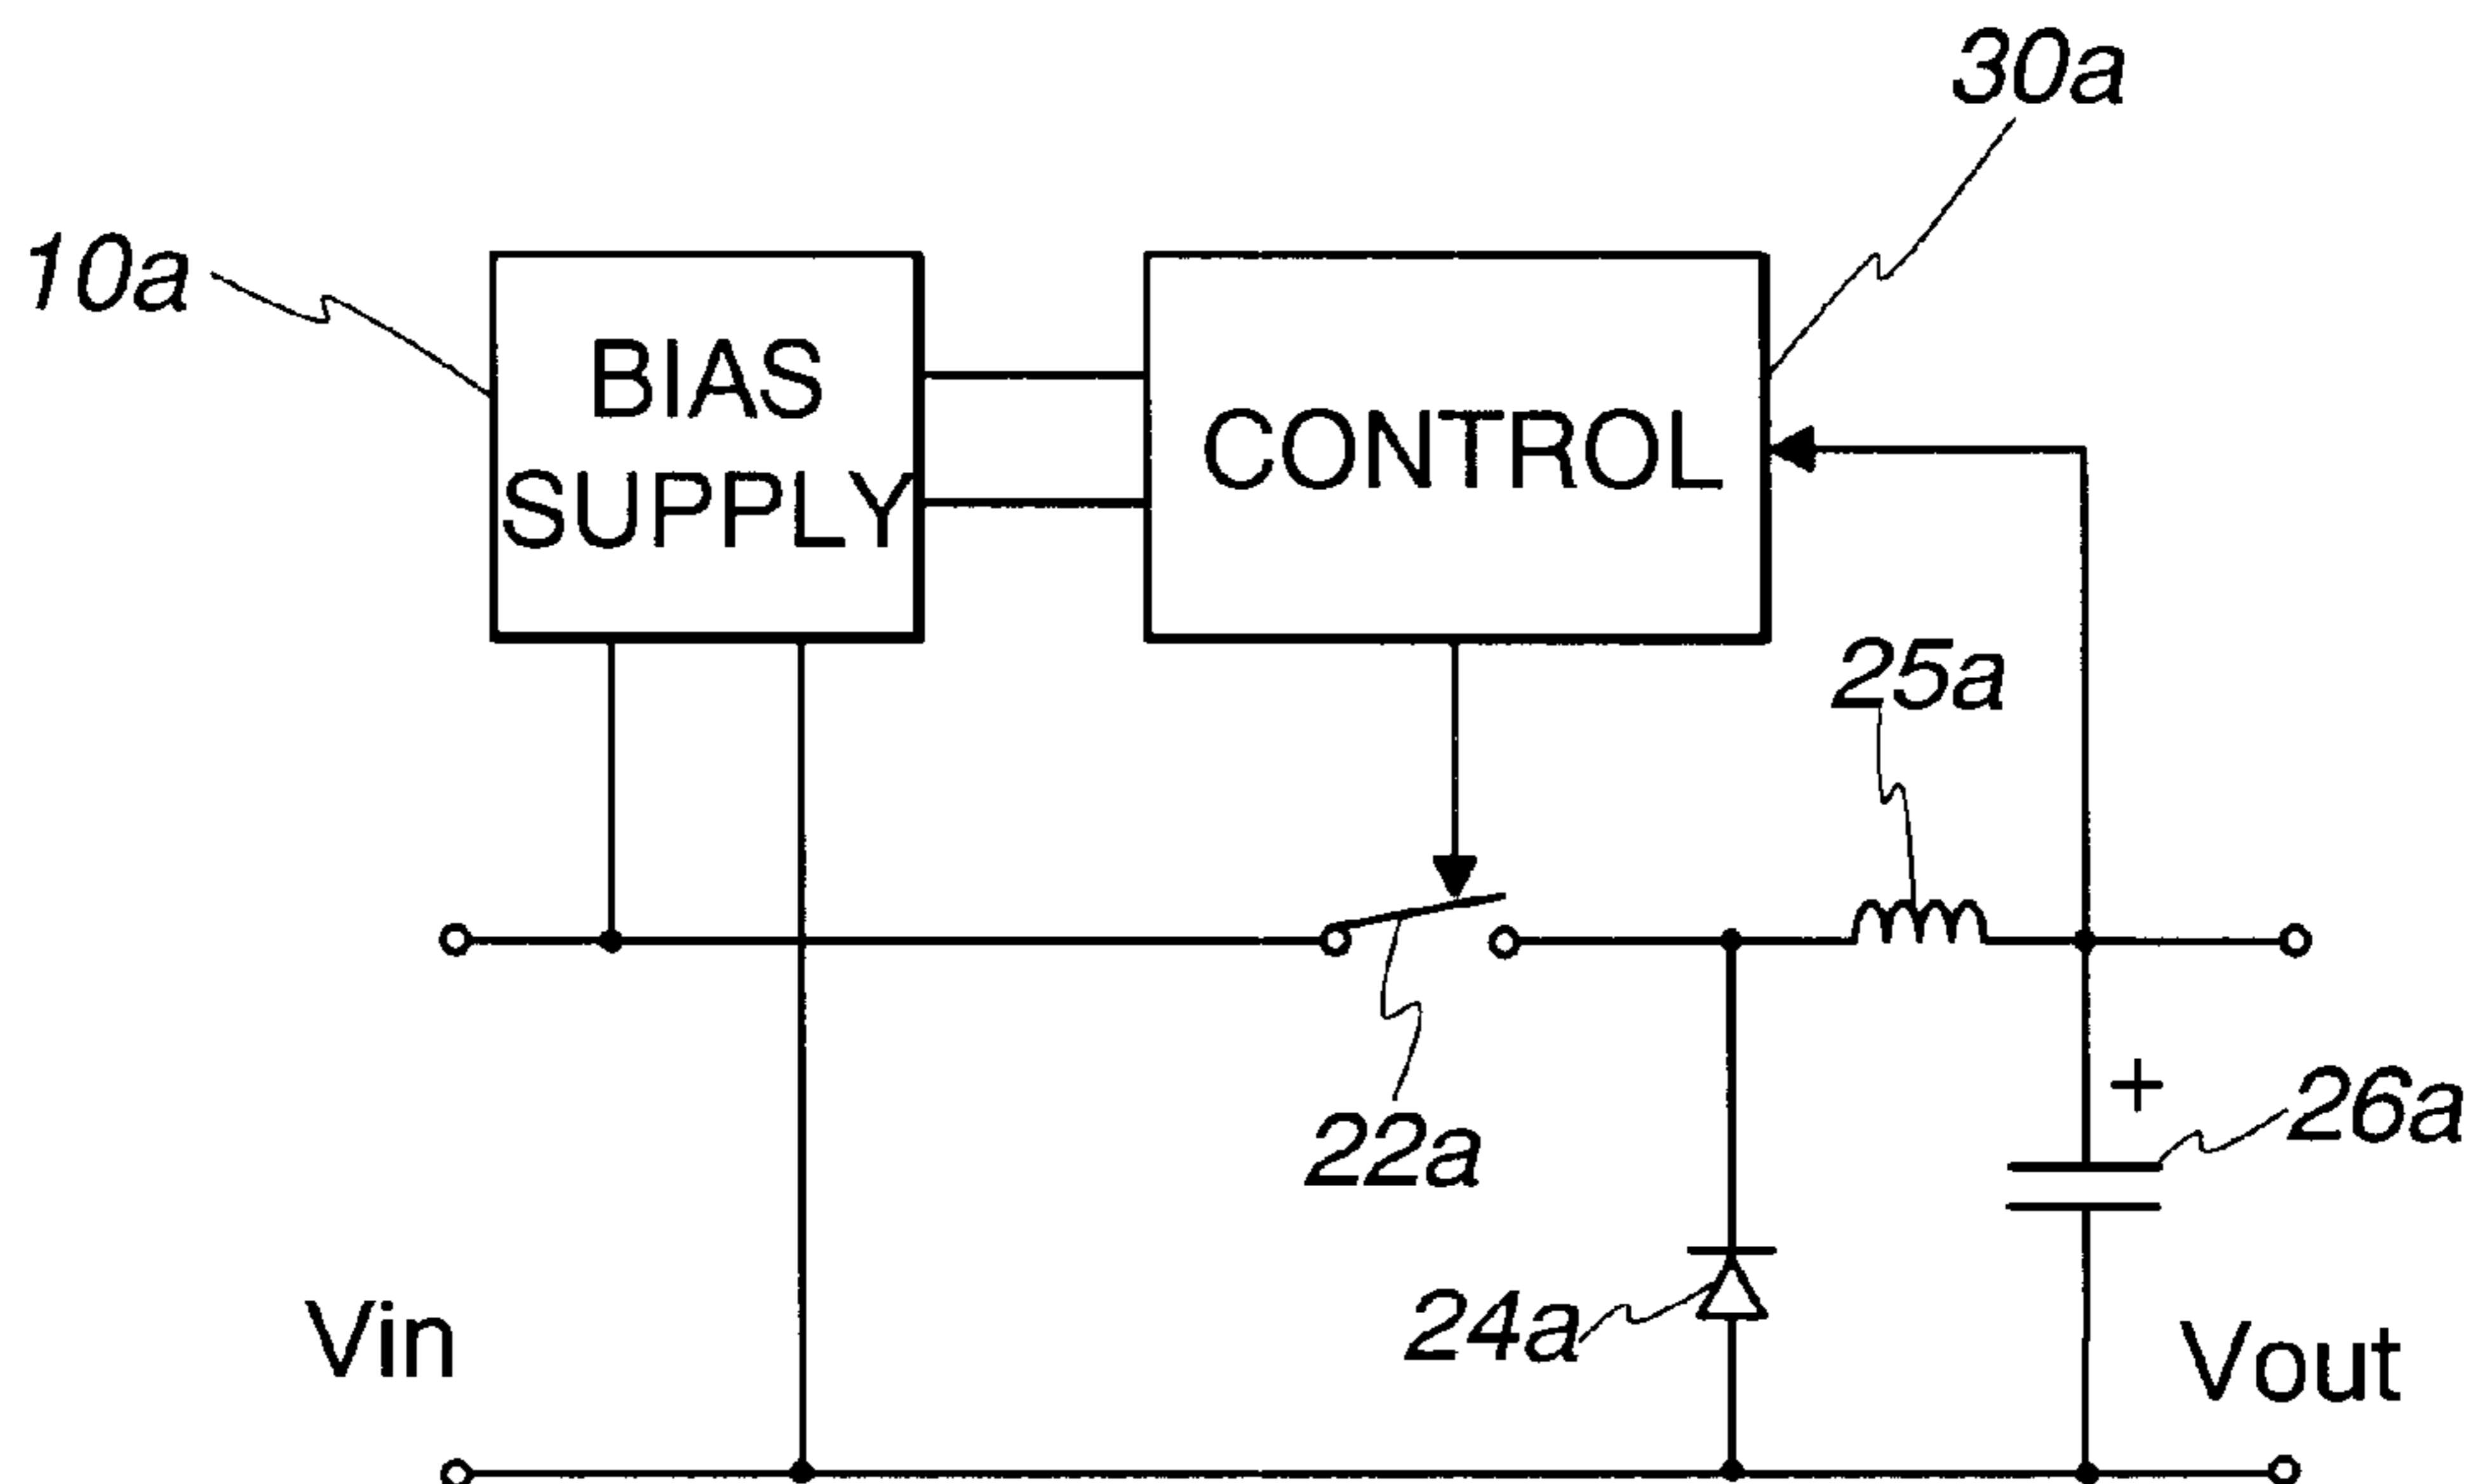 30a
10a
BIAS
SUPPLY
CONTROL
25a
22a
+
26a
24a
Vin
Vout